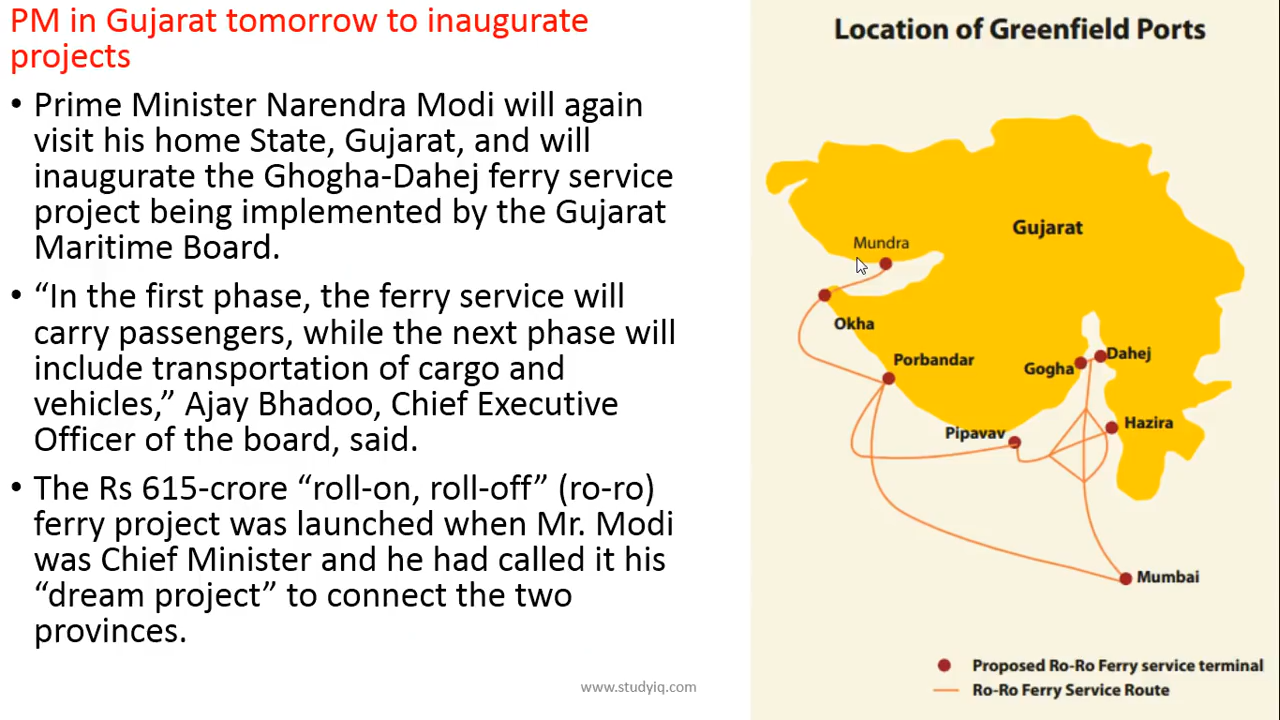 PM in Gujarat tomorrow to inaugurate
projects
• Prime Minister Narendra Modi will again
visit his home State, Gujarat, and will
inaugurate the Ghogha-Dahej ferry service
project being implemented by the Gujarat
Maritime Board.
• “In the first phase, the ferry service will
carry passengers, while the next phase will
include transportation of cargo and
vehicles,” Ajay Bhadoo, Chief Executive
Officer of the board, said.
• The Rs 615-crore “roll-on, roll-off” (ro-ro)
ferry project was launched when Mr. Modi
was Chief Minister and he had called it his
“dream project” to connect the two
provinces.
www.studyiq.com
Location of Greenfield Ports
Gujarat
Mundra
Okha
Porbandar
Gogha
Dahej
Pipavav
Hazira
Mumbai
Proposed Ro-Ro Ferry service terminal
Ro-Ro Ferry Service Route